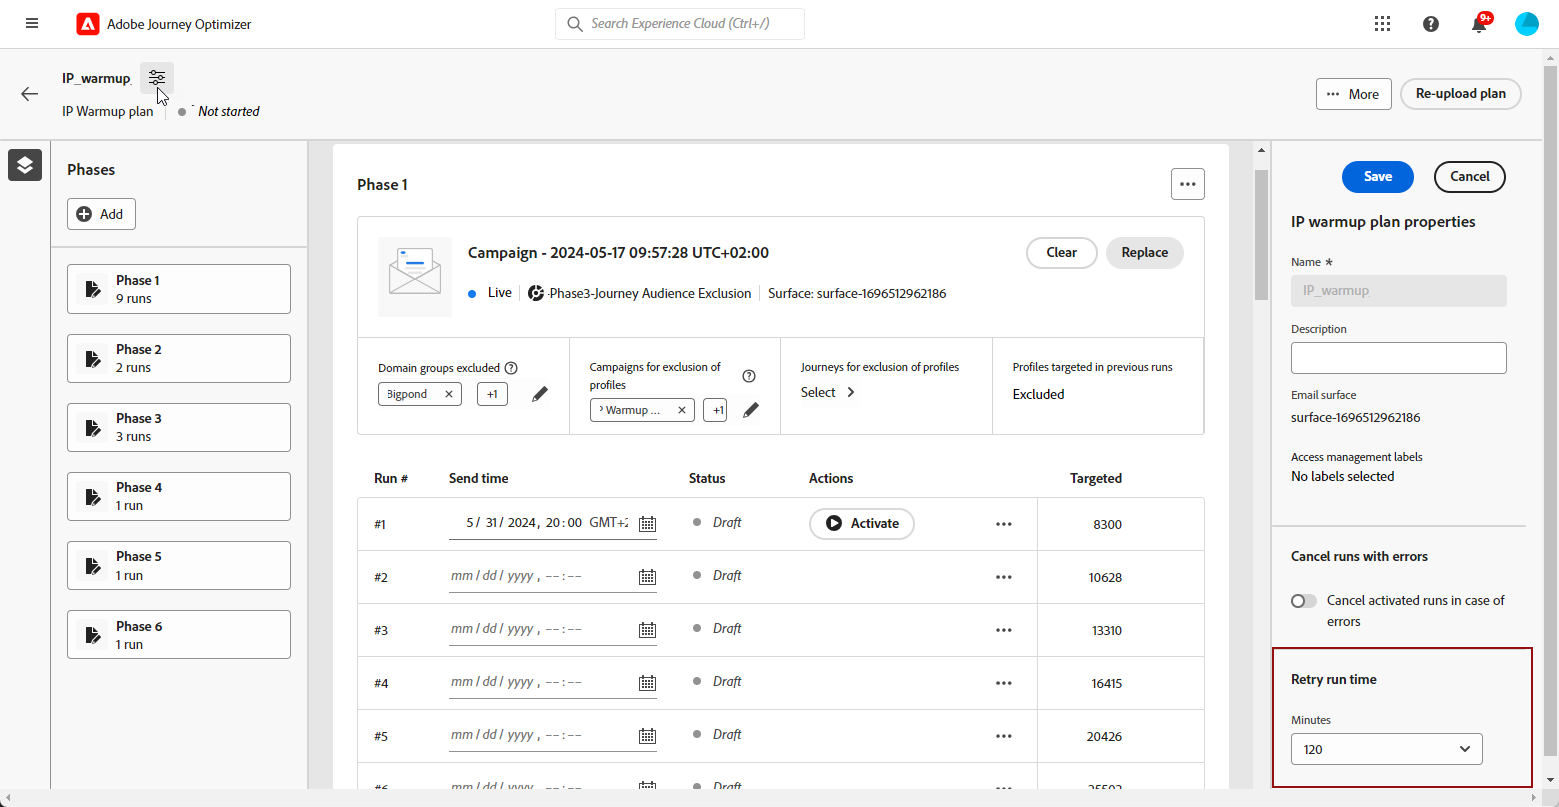 Adobe Journey Optimizer
Search Experience Cloud (Ctrl+/)
9+
IP_warmup
IP Warmup plan
Not started
More
Re-upload plan
Phases
Add
Phase 1
9 runs
Phase 2
2 runs
Phase 3
3 runs
Phase 4
1 run
Phase 5
1 run
Phase 6
1 run
Phase 1
Campaign - 2024-05-17 09:57:28 UTC+02:00
Clear
Replace
Live
Phase3-Journey Audience Exclusion
Surface: surface-1696512962186
Domain groups excluded
Bigpond
+1
Campaigns for exclusion of
profiles
Warmup ...
+1
Journeys for exclusion of profiles
Select
Profiles targeted in previous runs
Excluded
Run # Send time Status Actions Targeted
#1 5/31/2024, 20:00 GMT+2 Draft Activate 8300
#2 mm/dd/yyyy, --:-- Draft 10628
#3 mm/dd/yyyy, --:-- Draft 13310
#4 mm/dd/yyyy, --:-- Draft 16415
#5 mm/dd/yyyy, --:-- Draft 20426
#6 mm/dd/yyyy, --:-- Draft
Save
Cancel
IP warmup plan properties
Name *
IP_warmup
Description
Email surface
surface-1696512962186
Access management labels
No labels selected
Cancel runs with errors
Cancel activated runs in case of
errors
Retry run time
Minutes
120